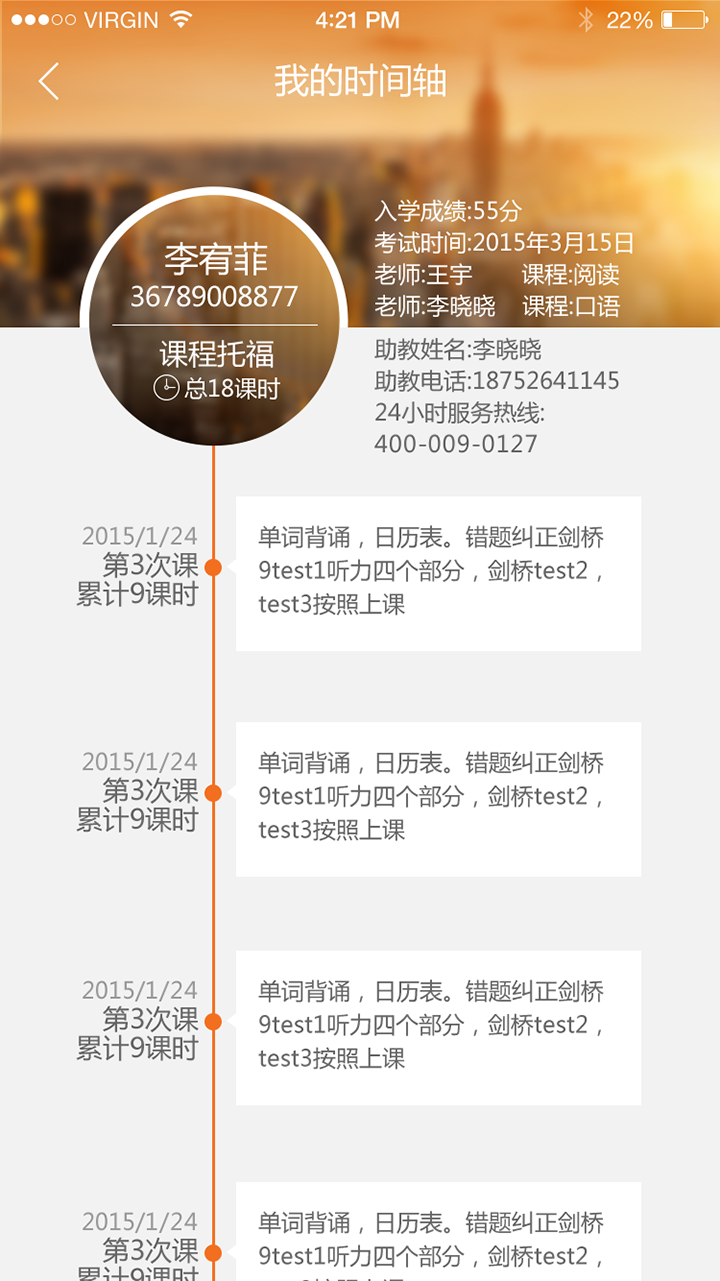 VIRGIN 4:21 PM 22%
我的时间轴
李宥菲
36789008877
课程托福
总18课时
入学成绩:55分
考试时间:2015年3月15日
老师:王宇 课程:阅读
老师:李晓晓 课程:口语
助教姓名:李晓晓
助教电话:18752641145
24小时服务热线:
400-009-0127
2015/1/24
第3次课
累计9课时
单词背诵，日历表。错题纠正剑桥
9test1听力四个部分，剑桥test2，
test3按照上课
2015/1/24
第3次课
累计9课时
单词背诵，日历表。错题纠正剑桥
9test1听力四个部分，剑桥test2，
test3按照上课
2015/1/24
第3次课
累计9课时
单词背诵，日历表。错题纠正剑桥
9test1听力四个部分，剑桥test2，
test3按照上课
2015/1/24
第3次课
累计9课时
单词背诵，日历表。错题纠正剑桥
9test1听力四个部分，剑桥test2，